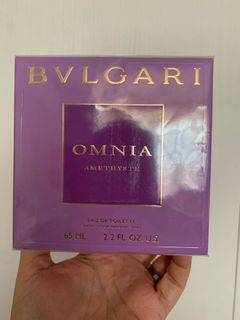 BVLGARI
OMNIA
AMETHYSTE
EAU DE TOILETTE
65 ML 2.2 FL. OZ. U.S.